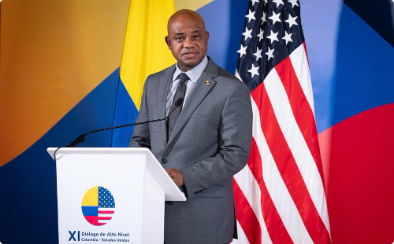 XI
Diálogo de Alto Nivel
Colombia - Estados Unidos